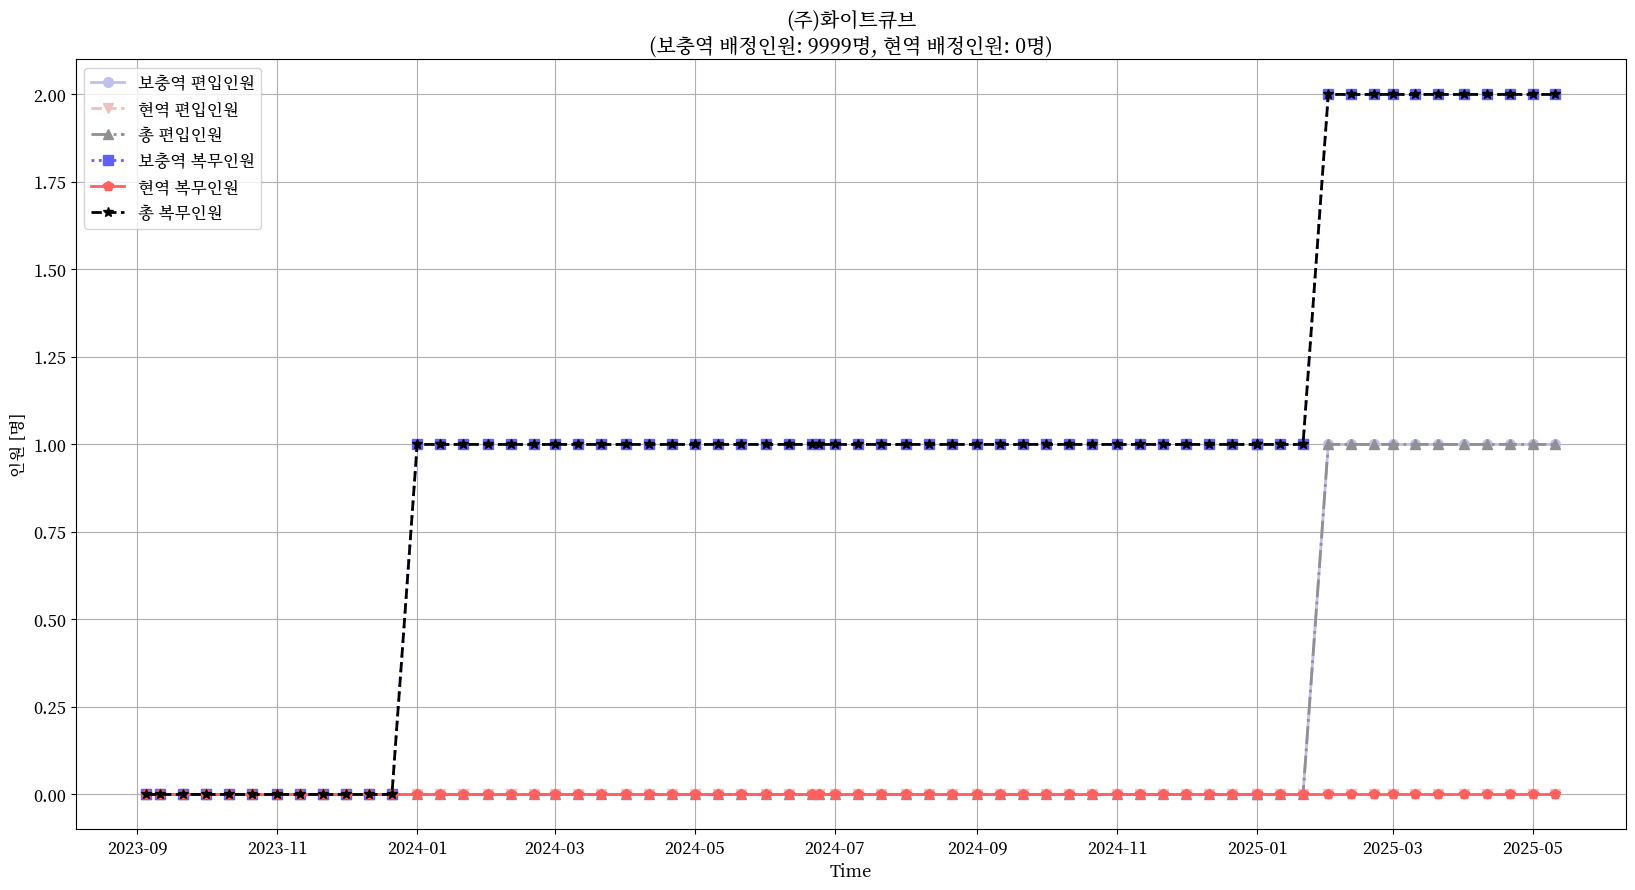 (주)화이트큐브
(보충역 배정인원: 9999명, 현역 배정인원: 0명)
보충역 편입인원
현역 편입인원
총 편입인원
보충역 복무인원
현역 복무인원
총 복무인원
2.00
1.75
1.50
1.25
1.00
0.75
0.50
0.25
0.00
인원 [명]
2023-09 2023-11 2024-01 2024-03 2024-05 2024-07 2024-09 2024-11 2025-01 2025-03 2025-05
Time